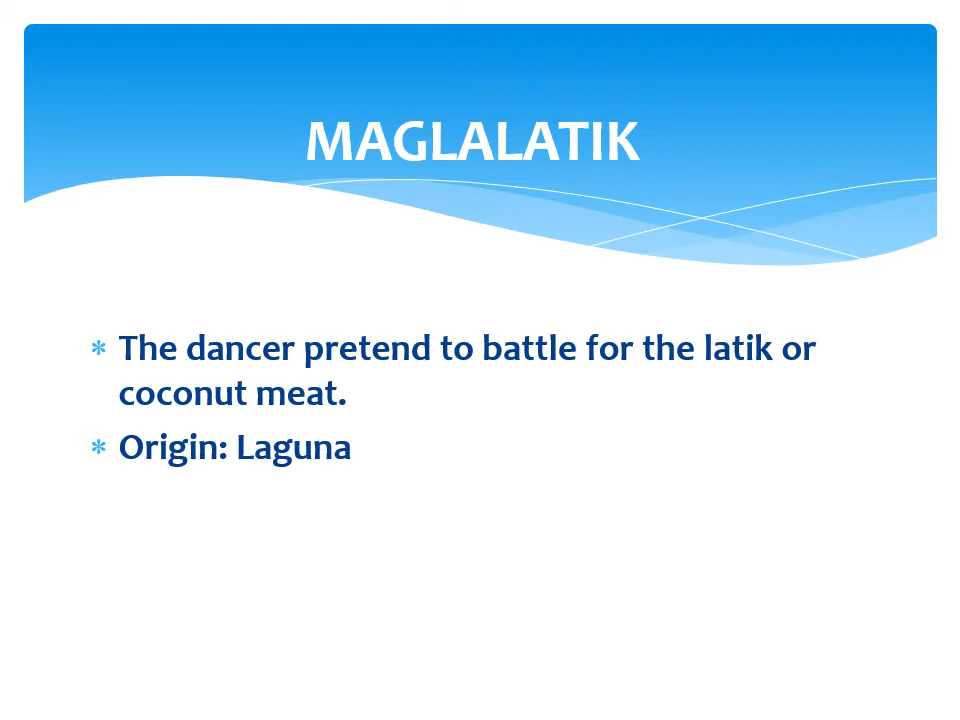 MAGLALATIK
* The dancer pretend to battle for the latik or
coconut meat.
* Origin: Laguna